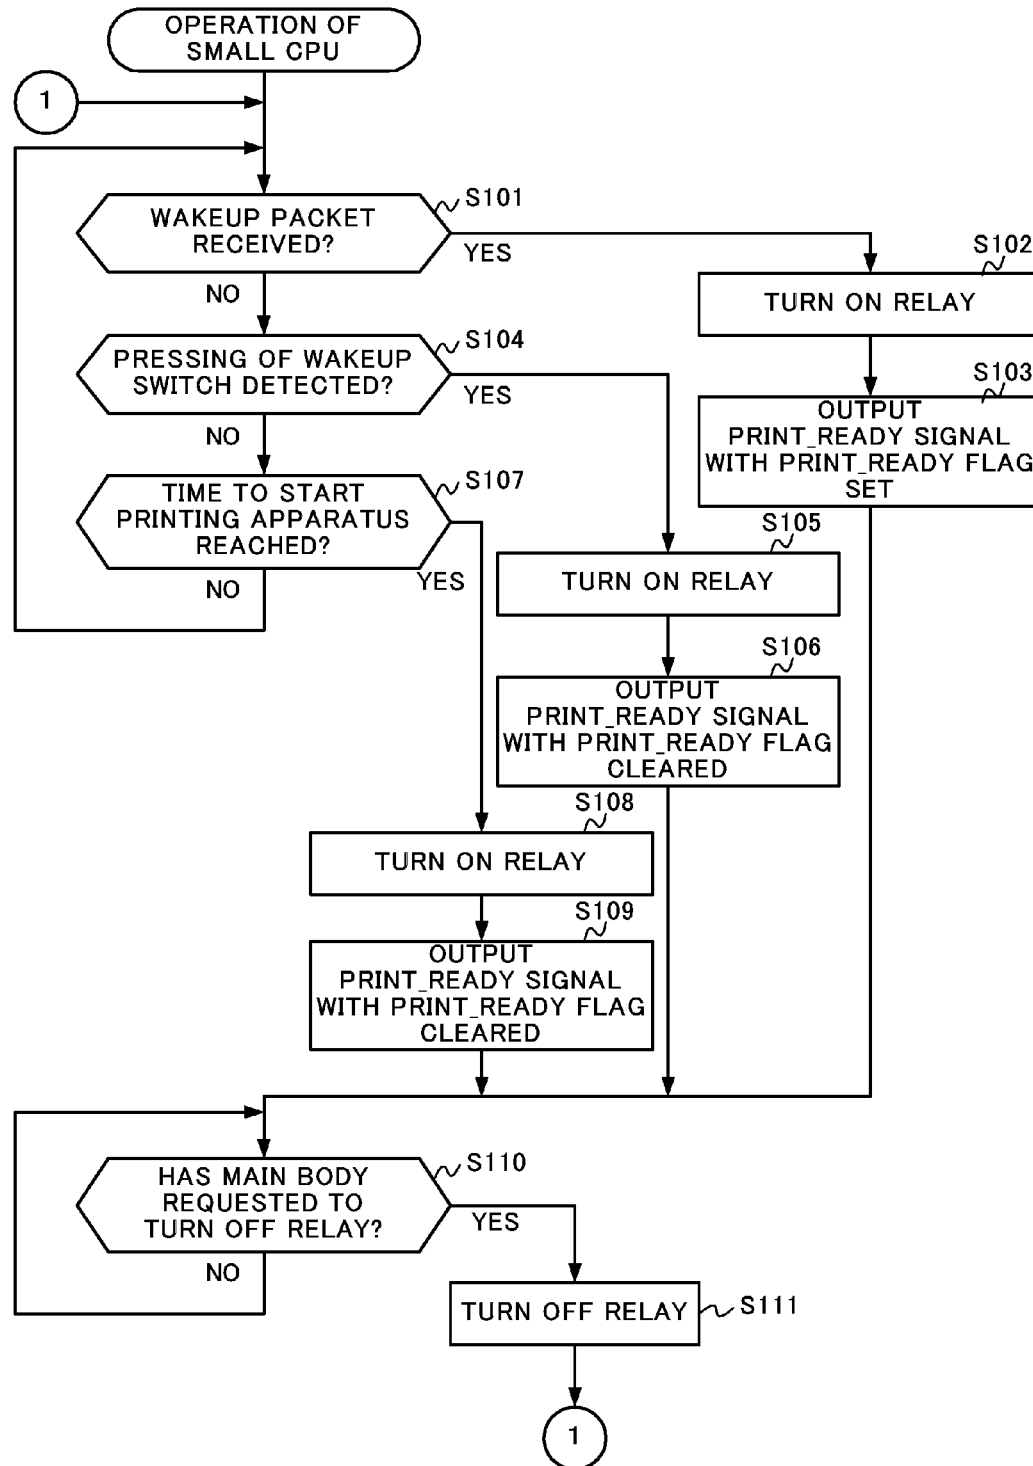 OPERATION OF
SMALL CPU
1
WAKEUP PACKET
RECEIVED?
S101
YES
NO
S102
TURN ON RELAY
S103
OUTPUT
PRINT_READY SIGNAL
WITH PRINT_READY FLAG
SET
PRESSING OF WAKEUP
SWITCH DETECTED?
S104
YES
NO
S105
TURN ON RELAY
S106
OUTPUT
PRINT_READY SIGNAL
WITH PRINT_READY FLAG
CLEARED
TIME TO START
PRINTING APPARATUS
REACHED?
S107
YES
NO
S108
TURN ON RELAY
S109
OUTPUT
PRINT_READY SIGNAL
WITH PRINT_READY FLAG
CLEARED
HAS MAIN BODY
REQUESTED TO
TURN OFF RELAY?
S110
YES
NO
TURN OFF RELAY
S111
1